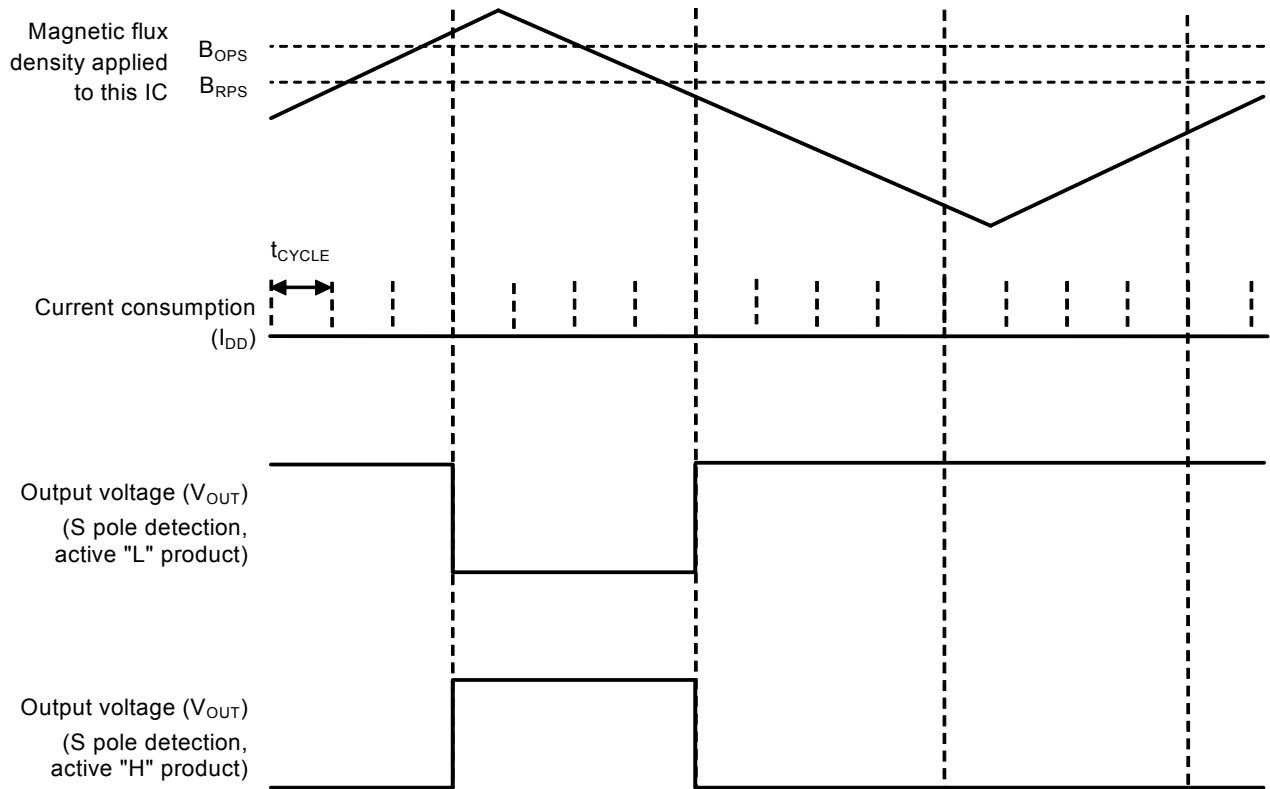 Magnetic flux
density applied
to this IC
BOPS
BRPS
tCYCLE
Current consumption
(IDD)
Output voltage (VOUT)
(S pole detection,
active "L" product)
Output voltage (VOUT)
(S pole detection,
active "H" product)